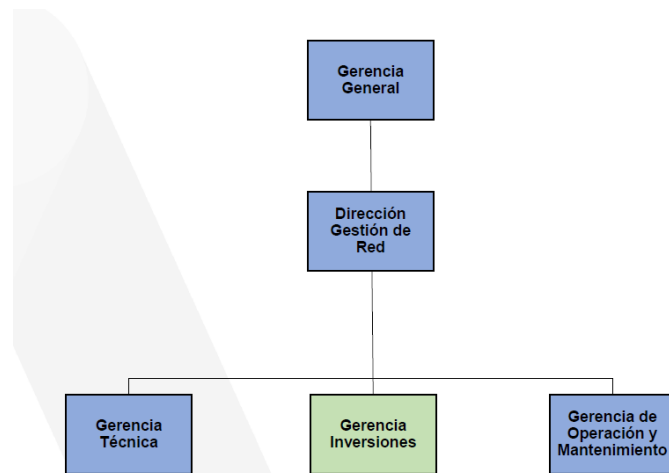 Gerencia
General
Dirección
Gestión de
Red
Gerencia
Técnica
Gerencia
Inversiones
Gerencia de
Operación y
Mantenimiento